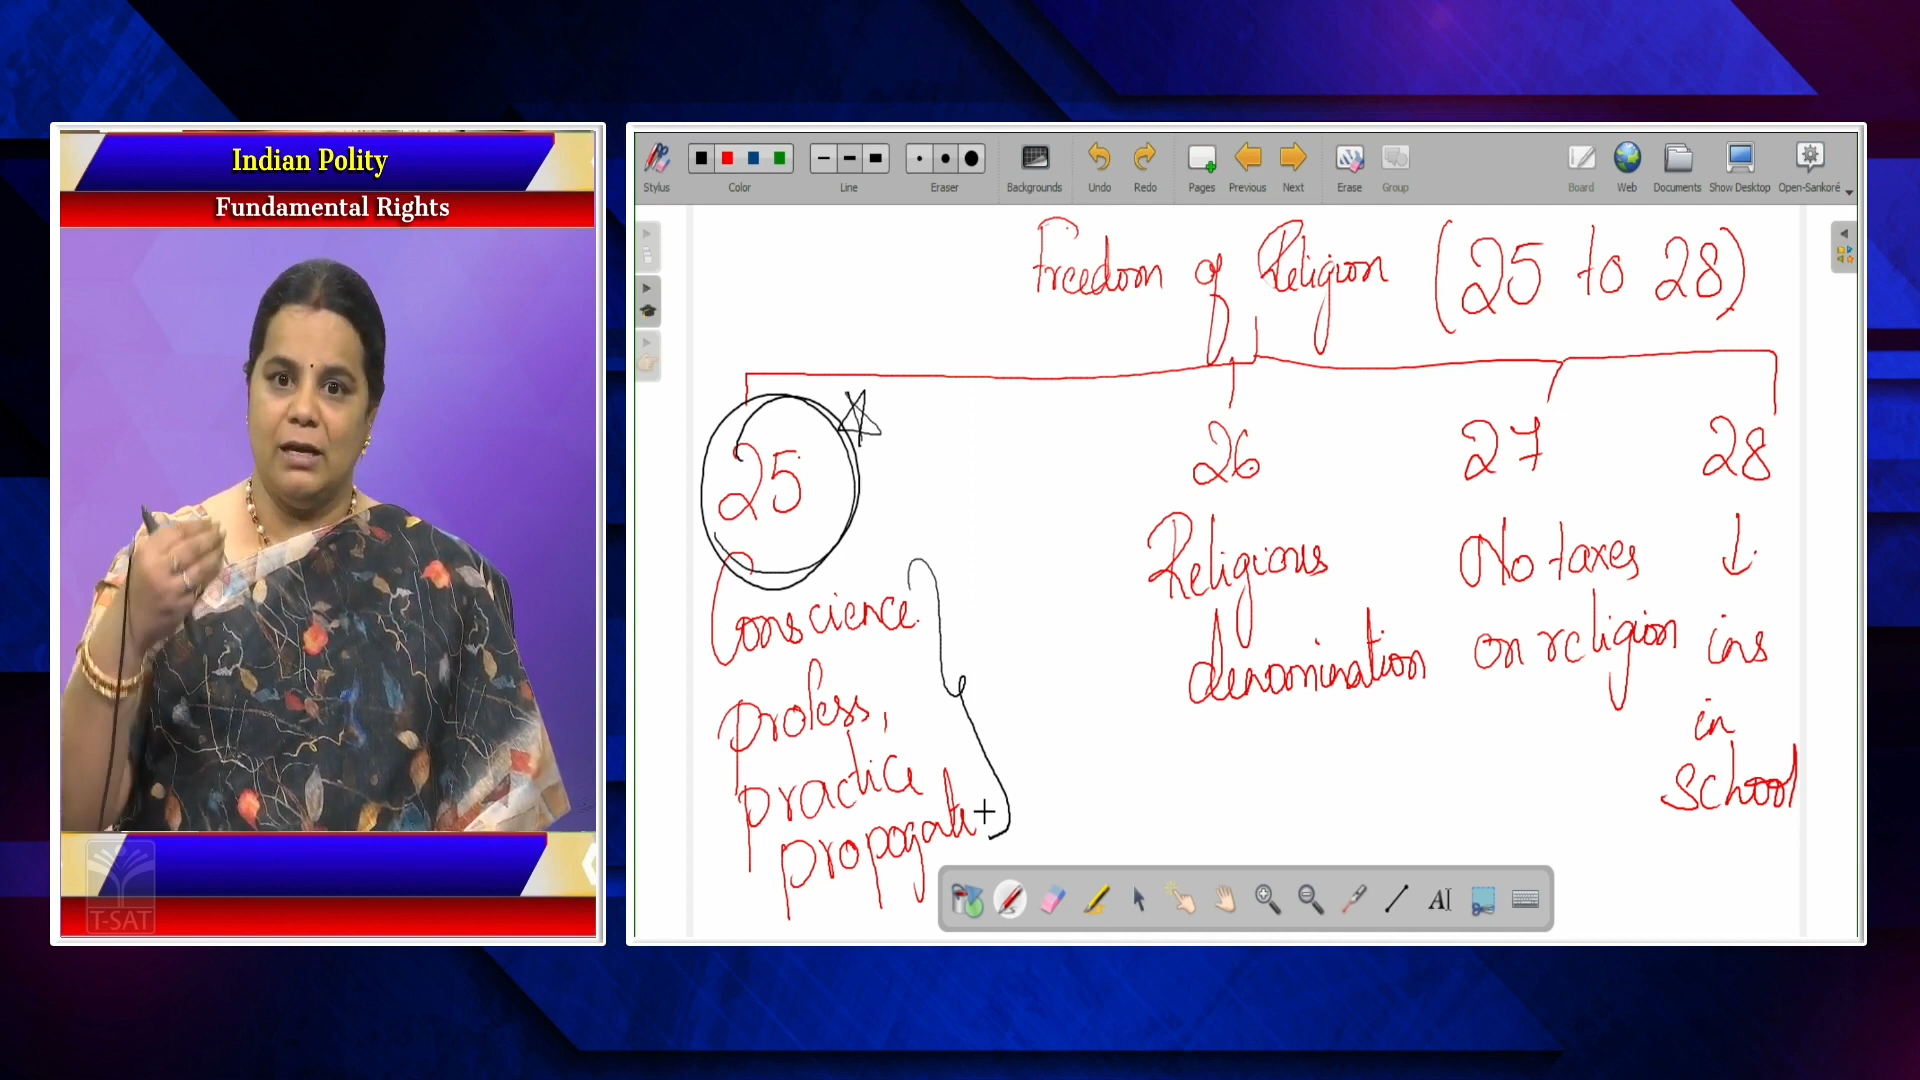 Indian Polity
Fundamental Rights
T-SAT
Stylus
Color
Line
Eraser
Backgrounds
Undo
Redo
Pages
Previous
Next
Erase
Group
Board
Web
Documents
Show Desktop
Open-Sankoré
Freedom of Religion (25 to 28)
25
26
27
28
Conscience
profess,
practice
propogate
Religious
denomination
No taxes
on religion
ins
in
school
AI